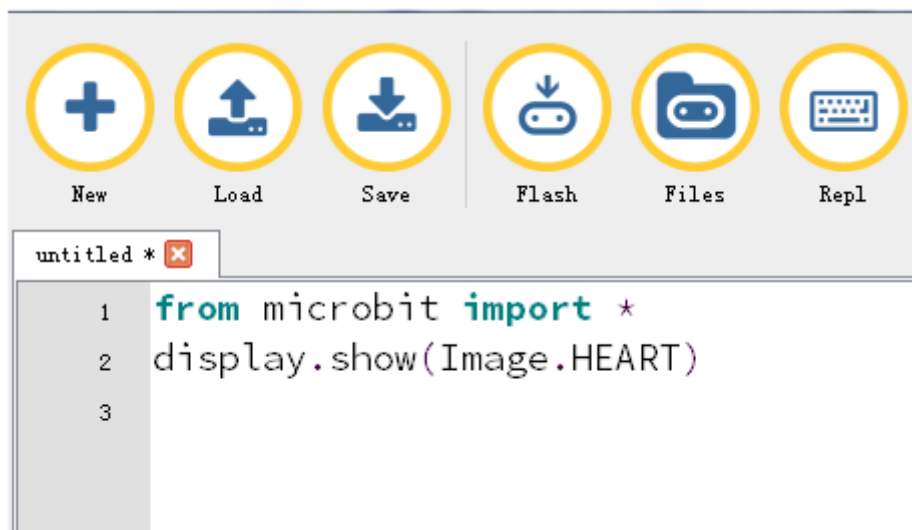 New Load Save Flash Files Repl
untitled *
1 from microbit import *
2 display.show(Image.HEART)
3